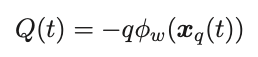 Q(t) = −qϕ_w(𝒙_q(t))